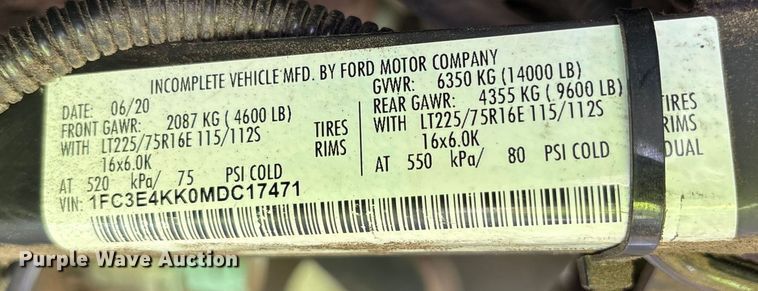 INCOMPLETE VEHICLE MFD. BY FORD MOTOR COMPANY
DATE: 06/20
GVWR: 6350 KG (14000 LB)
FRONT GAWR: 2087 KG ( 4600 LB)
REAR GAWR: 4355 KG ( 9600 LB)
WITH LT225/75R16E 115/112S TIRES
WITH LT225/75R16E 115/112S TIRES
16x6.0K RIMS
16x6.0K RIMS
AT 520 kPa/ 75 PSI COLD
AT 550 kPa/ 80 PSI COLD DUAL
VIN: 1FC3E4KK0MDC17471
Purple Wave Auction